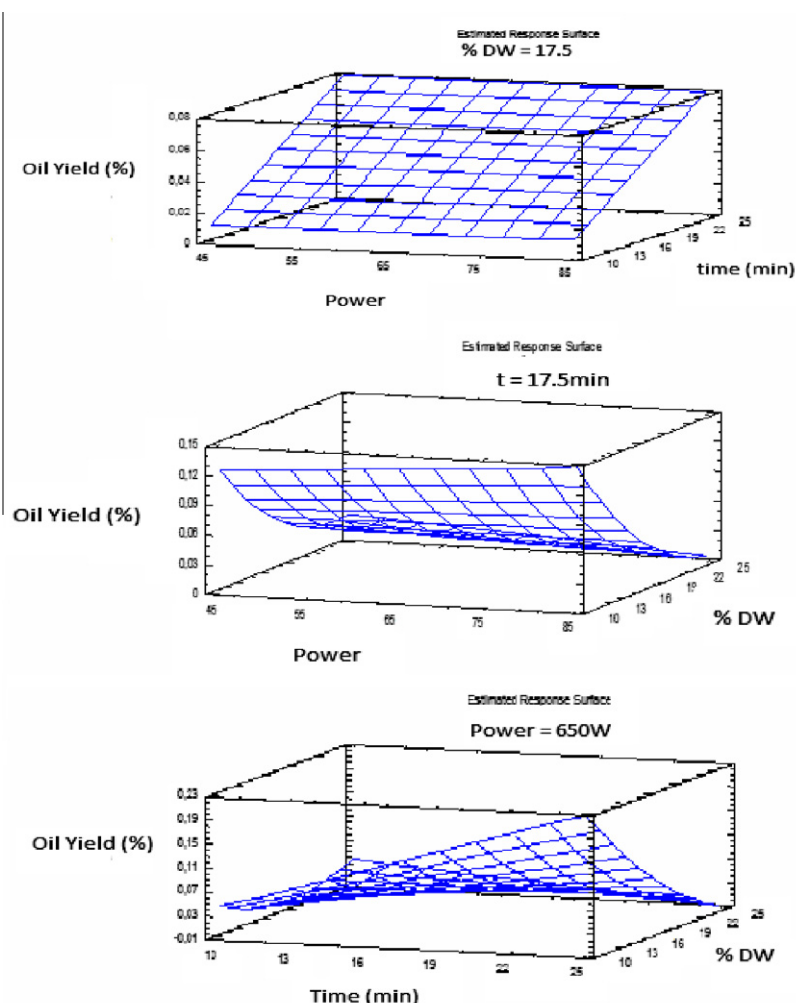 Estimated Response Surface
% DW = 17.5
0,08
0,06
0,04
0,02
0
Oil Yield (%)
45 55 65 75 85
10 13 16 19 22 25
time (min)
Power
Estimated Response Surface
t = 17.5min
0,15
0,12
0,09
0,06
0,03
0
Oil Yield (%)
45 55 65 75 85
10 13 16 22 25
% DW
Power
Estimated Response Surface
Power = 650W
0,23
0,19
0,15
0,11
0,07
0,03
-0,01
Oil Yield (%)
10 13 16 19 22 25
10 13 16 19 22 25
% DW
Time (min)